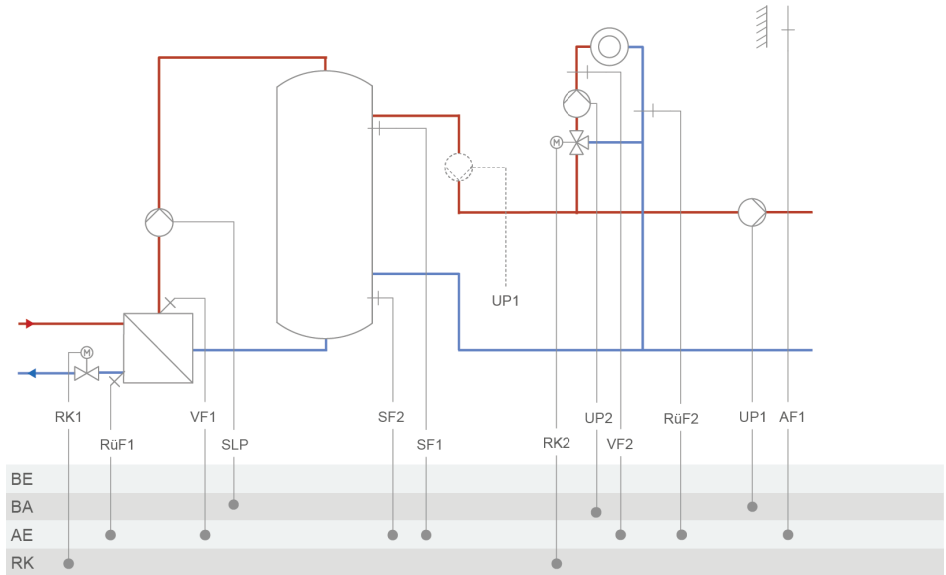 M
UP1
M
RK1
VF1
SF2
UP2
RüF2
UP1
AF1
RüF1
SLP
SF1
RK2
VF2
BE
BA
AE
RK